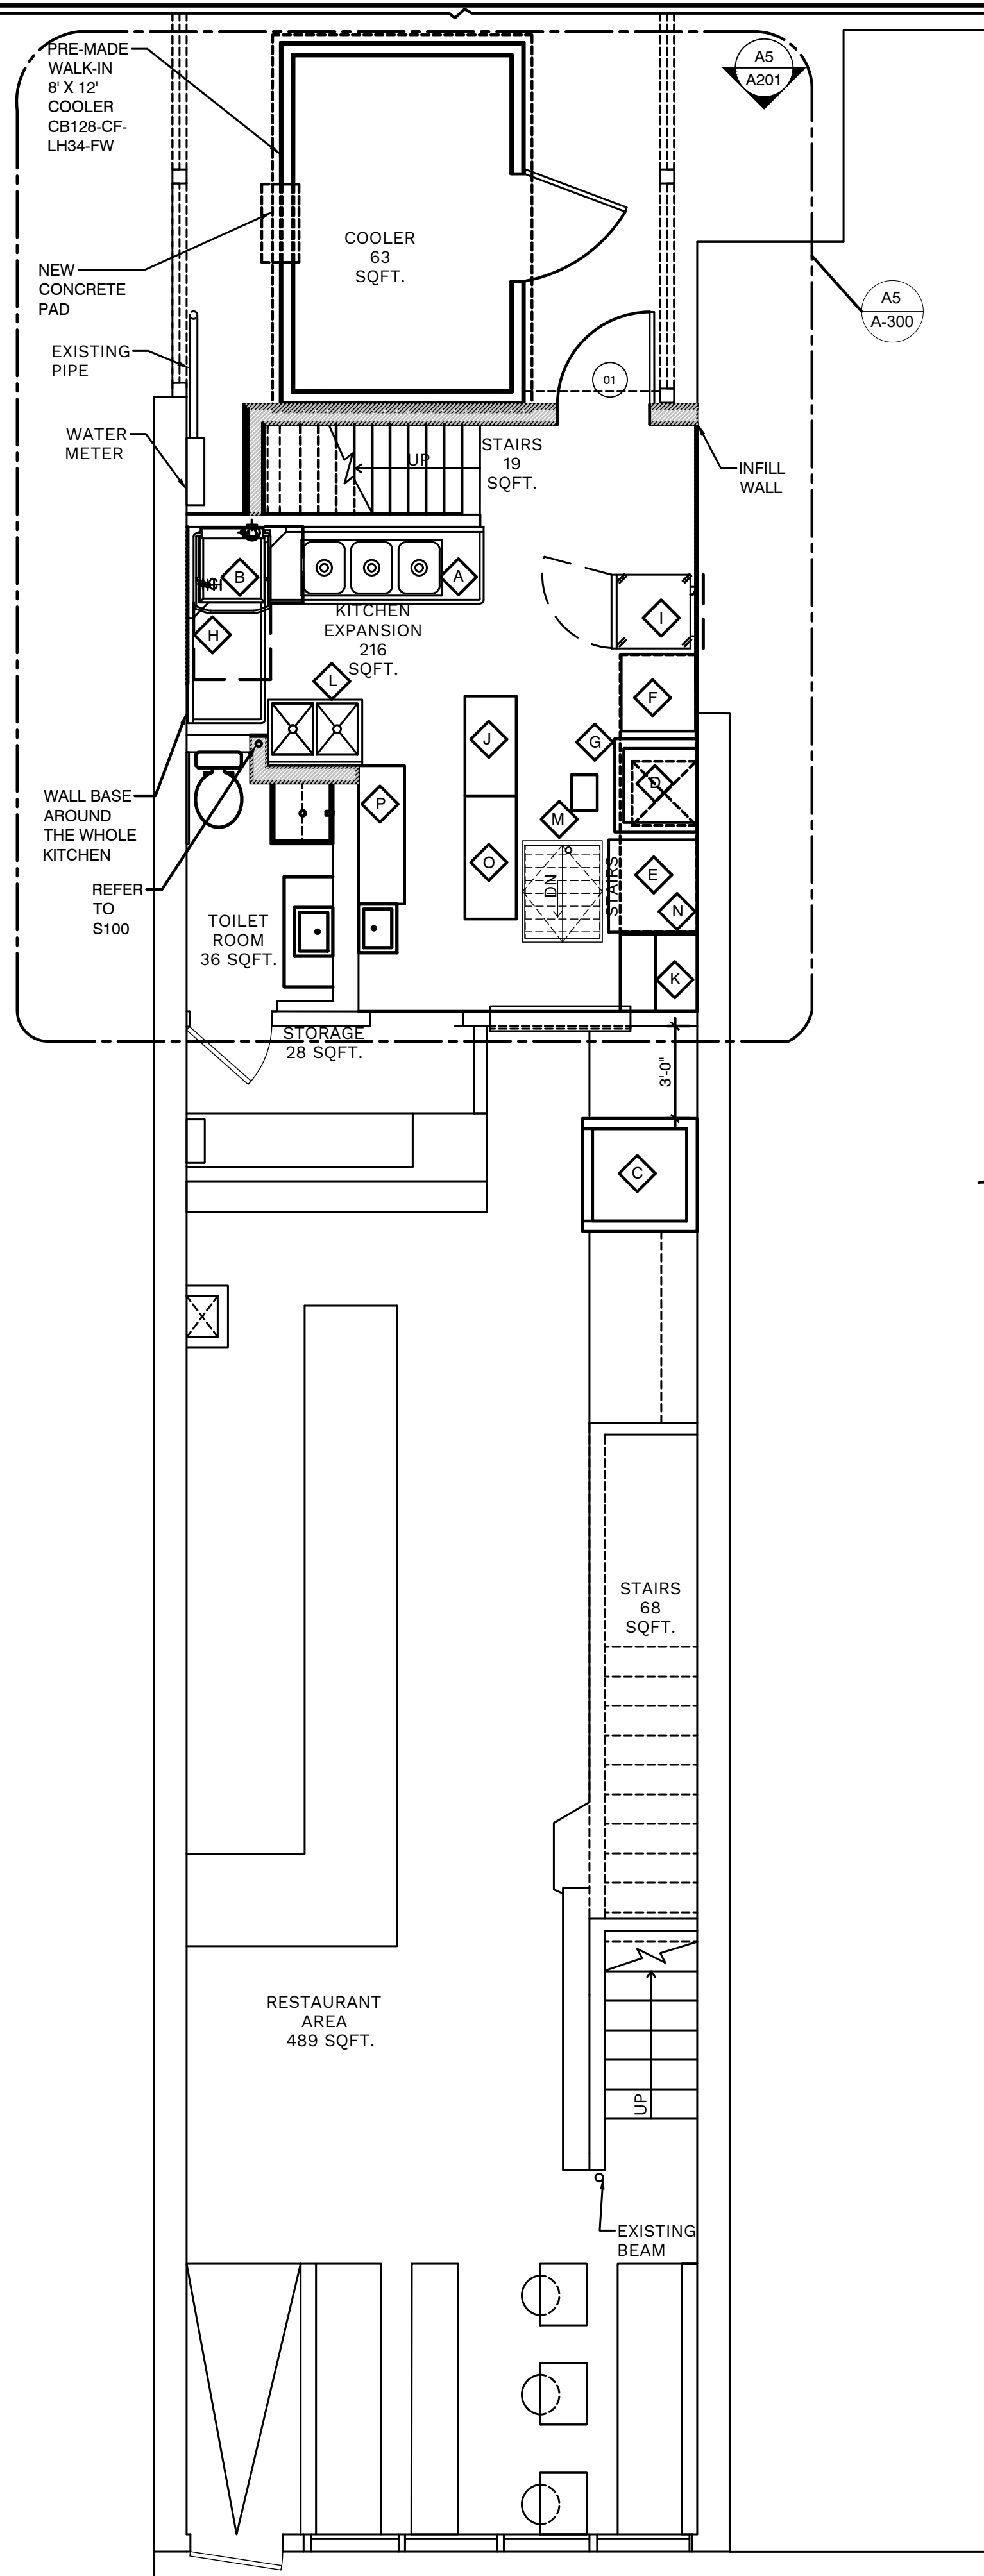 PRE-MADE
WALK-IN
8' X 12'
COOLER
CB128-CF-
LH34-FW
A5
A201
COOLER
63
SQFT.
NEW
CONCRETE
PAD
A5
A-300
EXISTING
PIPE
01
WATER
METER
UP
STAIRS
19
SQFT.
INFILL
WALL
B
A
H
I
KITCHEN
EXPANSION
216
SQFT.
L
F
J
G
D
WALL BASE
AROUND
THE WHOLE
KITCHEN
P
M
O
DN
STAIRS
E
N
REFER
TO
S100
TOILET
ROOM
36 SQFT.
K
STORAGE
28 SQFT.
3'-0"
C
STAIRS
68
SQFT.
RESTAURANT
AREA
489 SQFT.
UP
EXISTING
BEAM